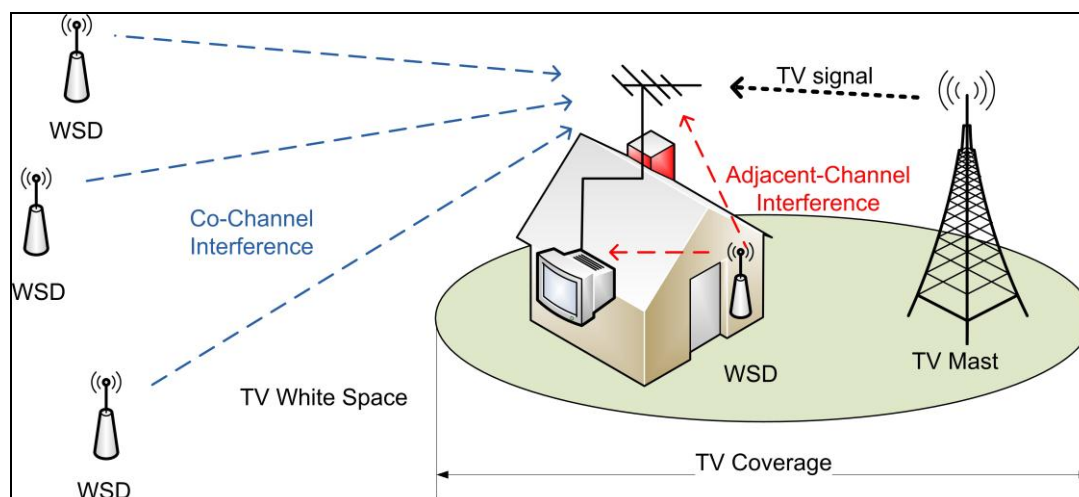 WSD
TV signal
WSD
Co-Channel
Interference
Adjacent-Channel
Interference
WSD
TV Mast
TV White Space
WSD
TV Coverage